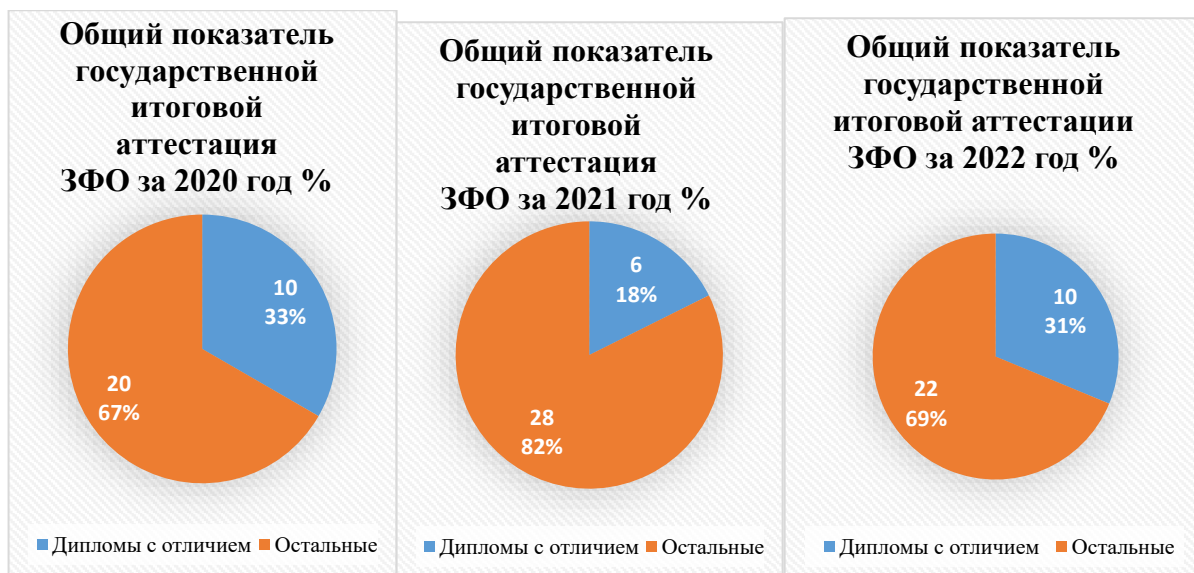 Общий показатель
государственной
итоговой
аттестация
ЗФО за 2020 год %
10
33%
20
67%
Дипломы с отличием Остальные
Общий показатель
государственной
итоговой
аттестация
ЗФО за 2021 год %
6
18%
28
82%
Дипломы с отличием Остальные
Общий показатель
государственной
итоговой аттестации
ЗФО за 2022 год %
10
31%
22
69%
Дипломы с отличием Остальные